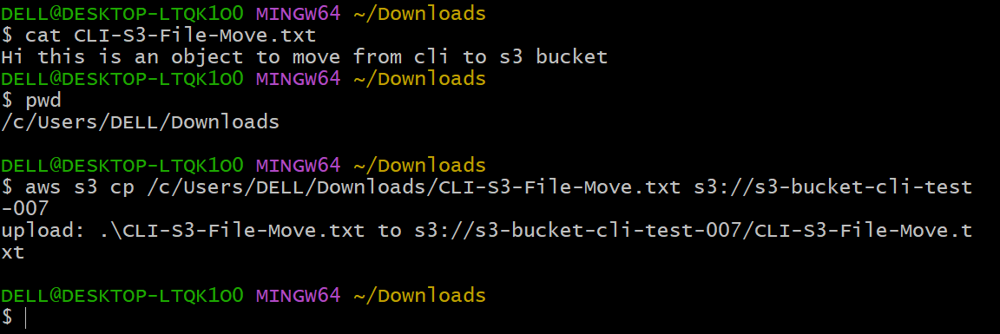 DELL@DESKTOP-LTQK1O0 MINGW64 ~/Downloads
$ cat CLI-S3-File-Move.txt
Hi this is an object to move from cli to s3 bucket
DELL@DESKTOP-LTQK1O0 MINGW64 ~/Downloads
$ pwd
/c/Users/DELL/Downloads
DELL@DESKTOP-LTQK1O0 MINGW64 ~/Downloads
$ aws s3 cp /c/Users/DELL/Downloads/CLI-S3-File-Move.txt s3://s3-bucket-cli-test
-007
upload: .\CLI-S3-File-Move.txt to s3://s3-bucket-cli-test-007/CLI-S3-File-Move.t
xt
DELL@DESKTOP-LTQK1O0 MINGW64 ~/Downloads
$